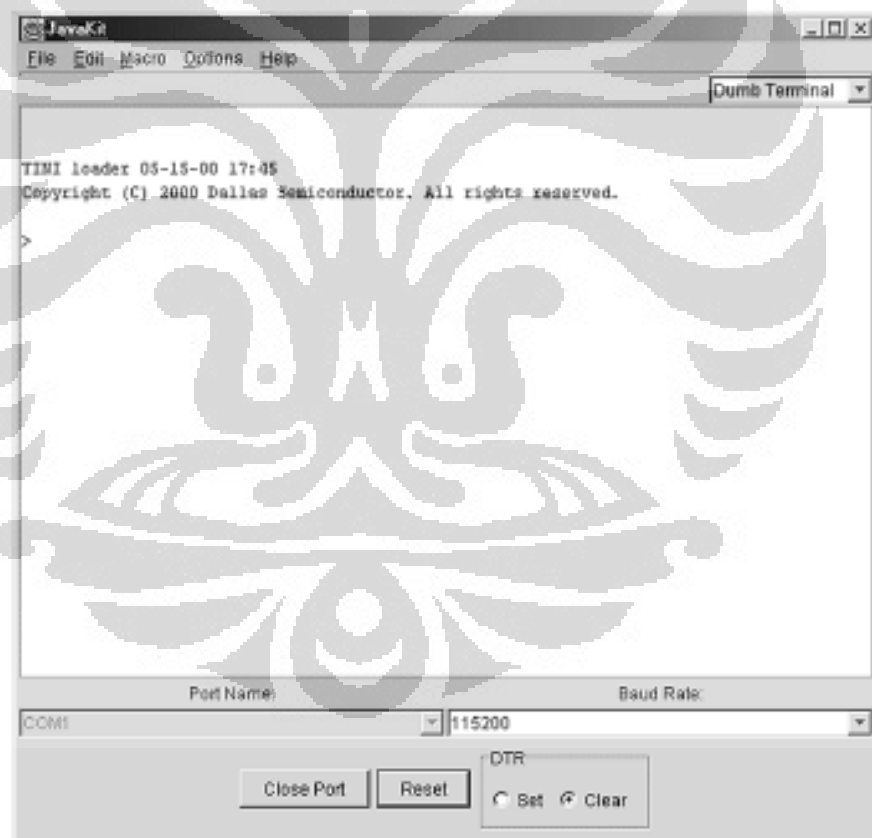 JavaKit
File Edit Macro Options Help
Dumb Terminal
TINI loader 05-15-00 17:45
Copyright (C) 2000 Dallas Semiconductor. All rights reserved.
>
Port Name:
Baud Rate:
COM1
115200
DTR
Close Port
Reset
Set
Clear